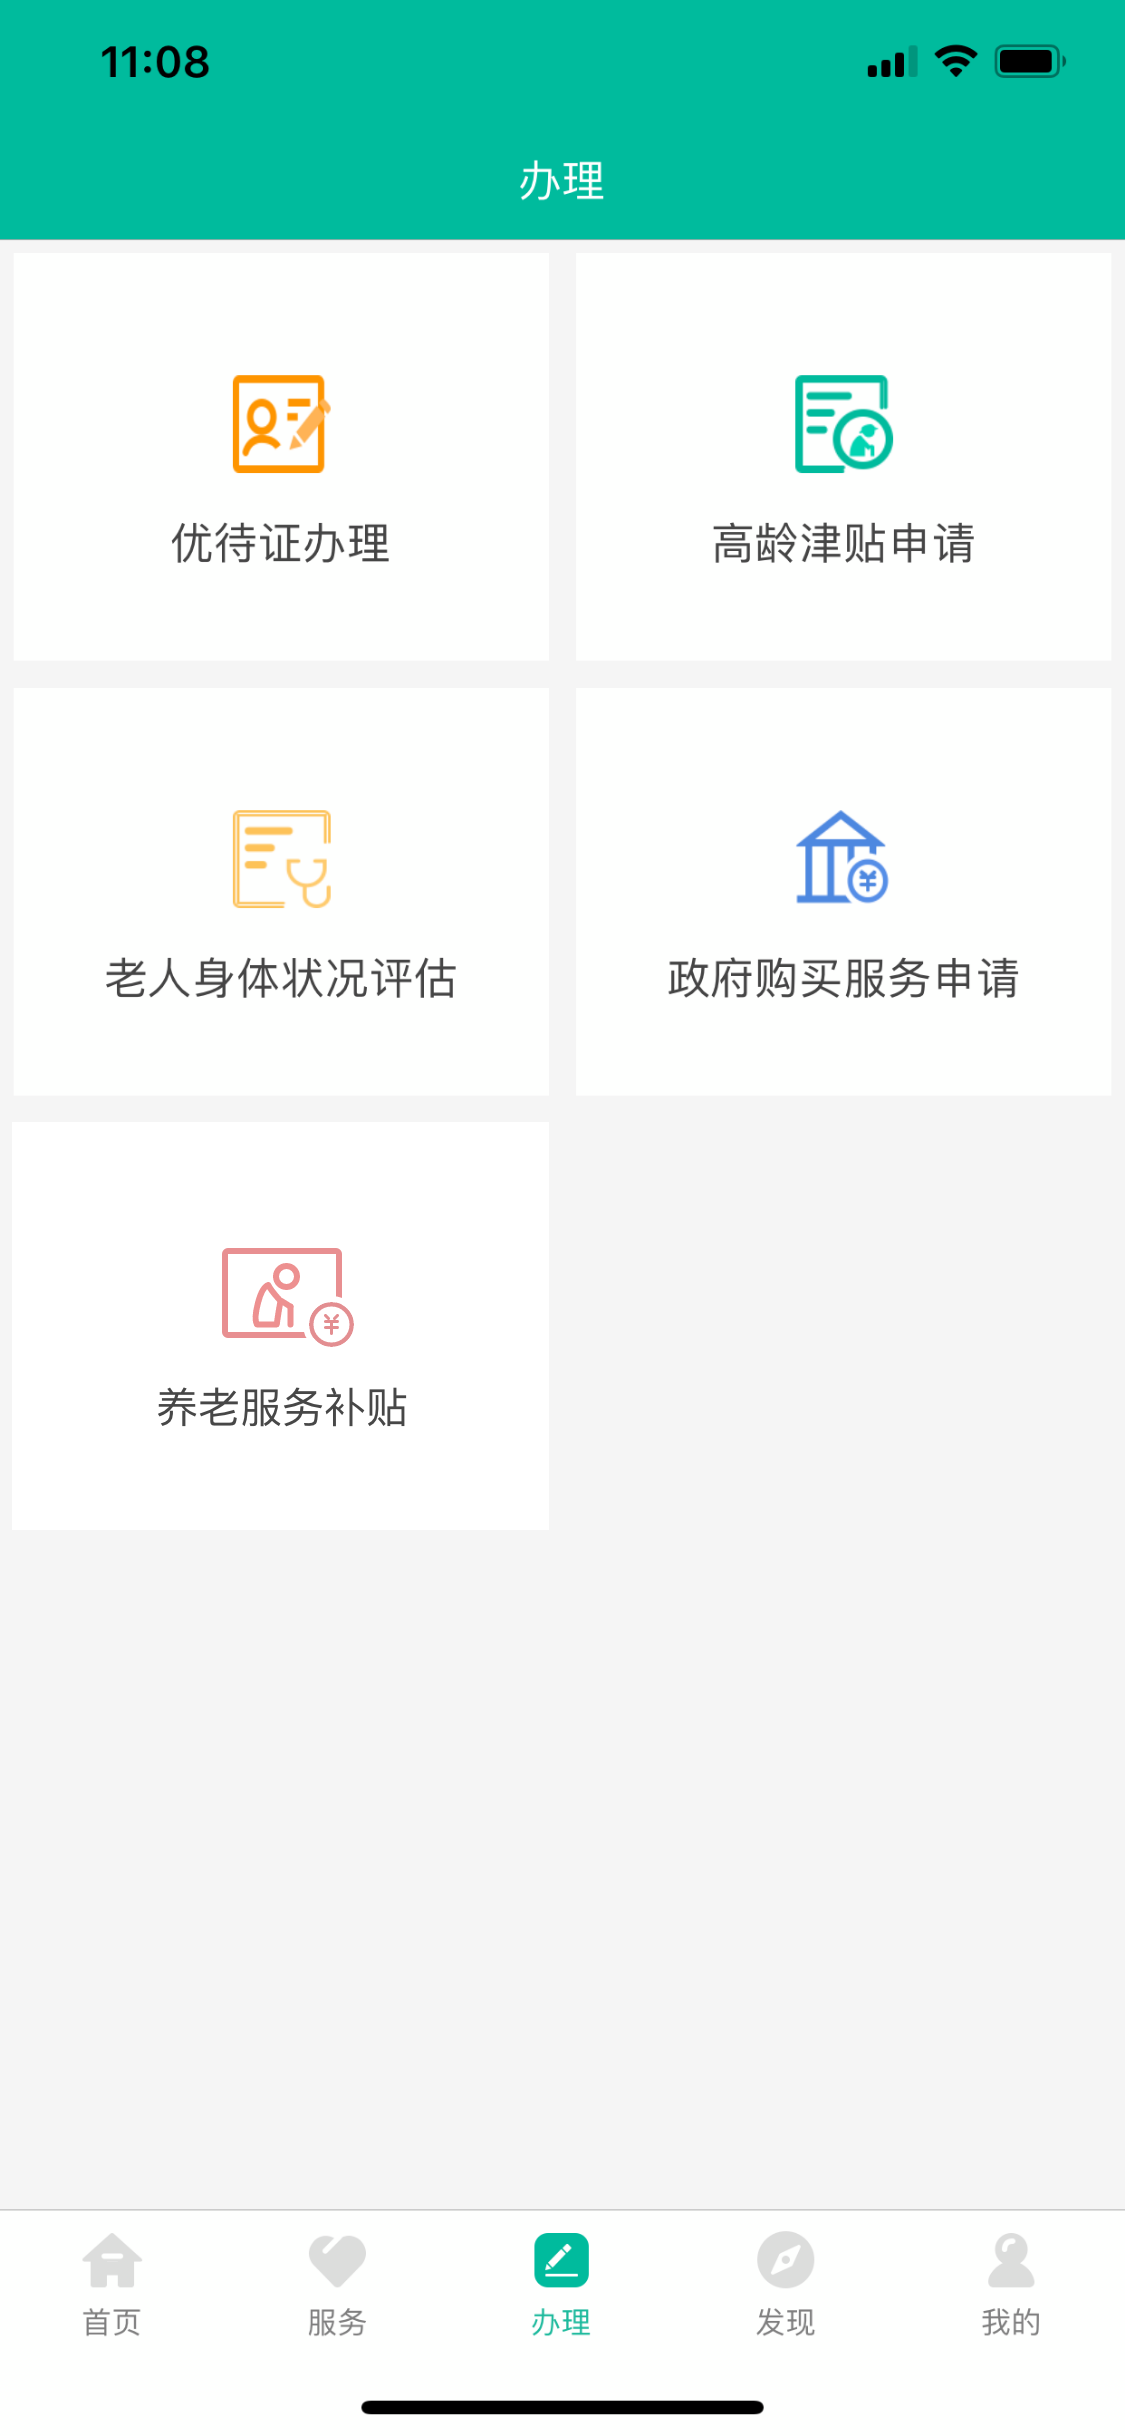 11:08
办理
优待证办理
高龄津贴申请
老人身体状况评估
政府购买服务申请
养老服务补贴
首页
服务
办理
发现
我的